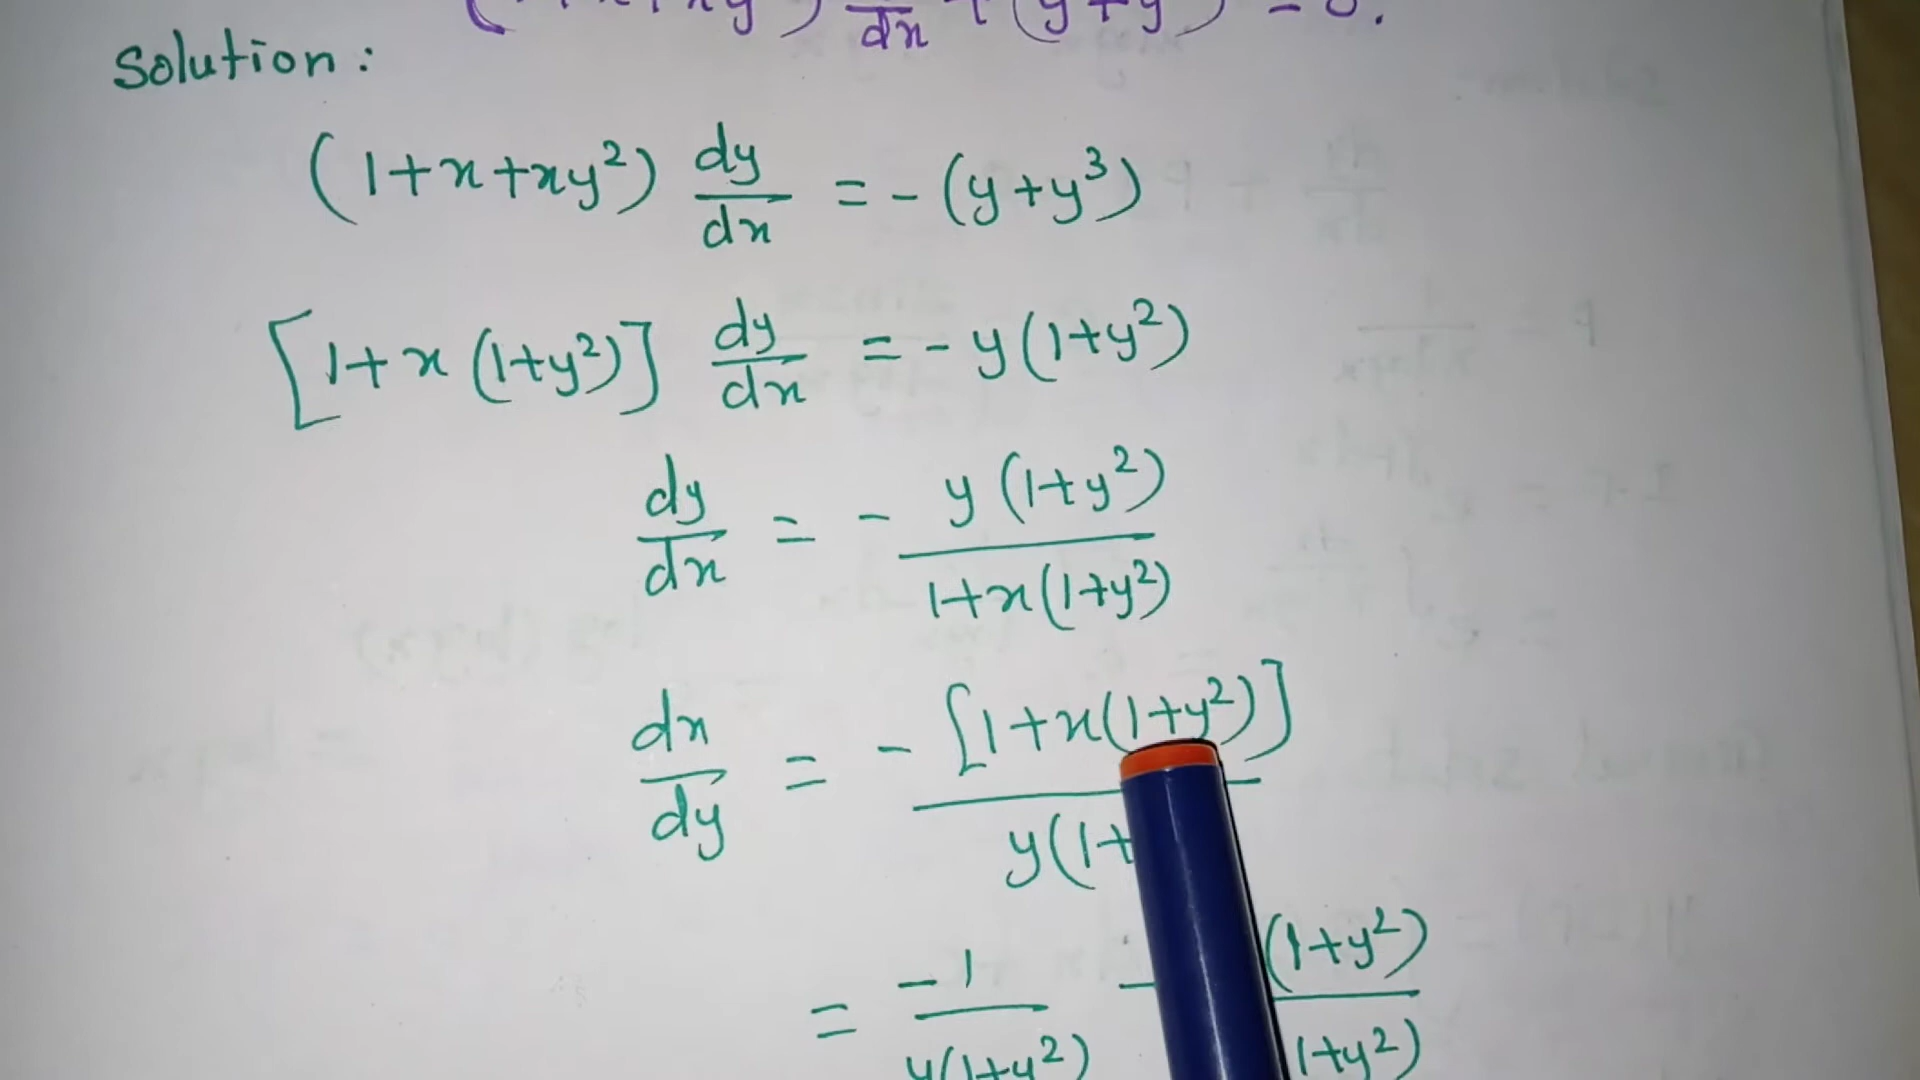 dx
Solution :
(1+x+xy²) dy/dx = - (y+y³)
[1+x(1+y²)] dy/dx = - y(1+y²)
dy/dx = - y(1+y²) / 1+x(1+y²)
dx/dy = - [1+x(1+y²)] / y(1+
= -1 / y(1+y²) - (1+y²) / 1+y²)